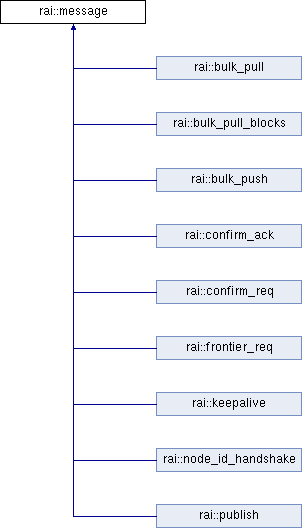 rai::message
rai::bulk_pull
rai::bulk_pull_blocks
rai::bulk_push
rai::confirm_ack
rai::confirm_req
rai::frontier_req
rai::keepalive
rai::node_id_handshake
rai::publish